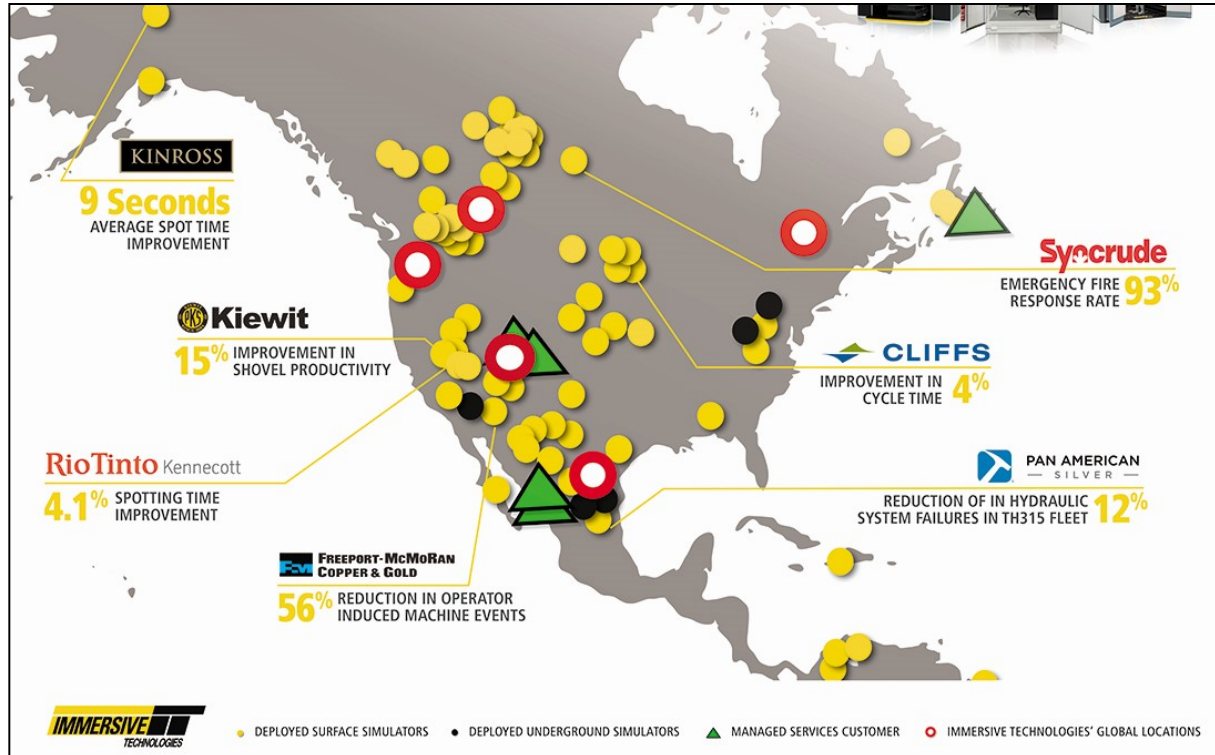 KINROSS
9 Seconds
AVERAGE SPOT TIME
IMPROVEMENT
Syncrude
EMERGENCY FIRE
RESPONSE RATE 93%
PKS Kiewit
15% IMPROVEMENT IN
SHOVEL PRODUCTIVITY
CLIFFS
IMPROVEMENT IN
CYCLE TIME 4%
RioTinto Kennecott
4.1% SPOTTING TIME
IMPROVEMENT
PAN AMERICAN
— SILVER —
REDUCTION OF IN HYDRAULIC
SYSTEM FAILURES IN TH315 FLEET 12%
FCX FREEPORT-MCMORAN
COPPER & GOLD
56% REDUCTION IN OPERATOR
INDUCED MACHINE EVENTS
IMMERSIVE
TECHNOLOGIES
DEPLOYED SURFACE SIMULATORS
DEPLOYED UNDERGROUND SIMULATORS
MANAGED SERVICES CUSTOMER
IMMERSIVE TECHNOLOGIES' GLOBAL LOCATIONS